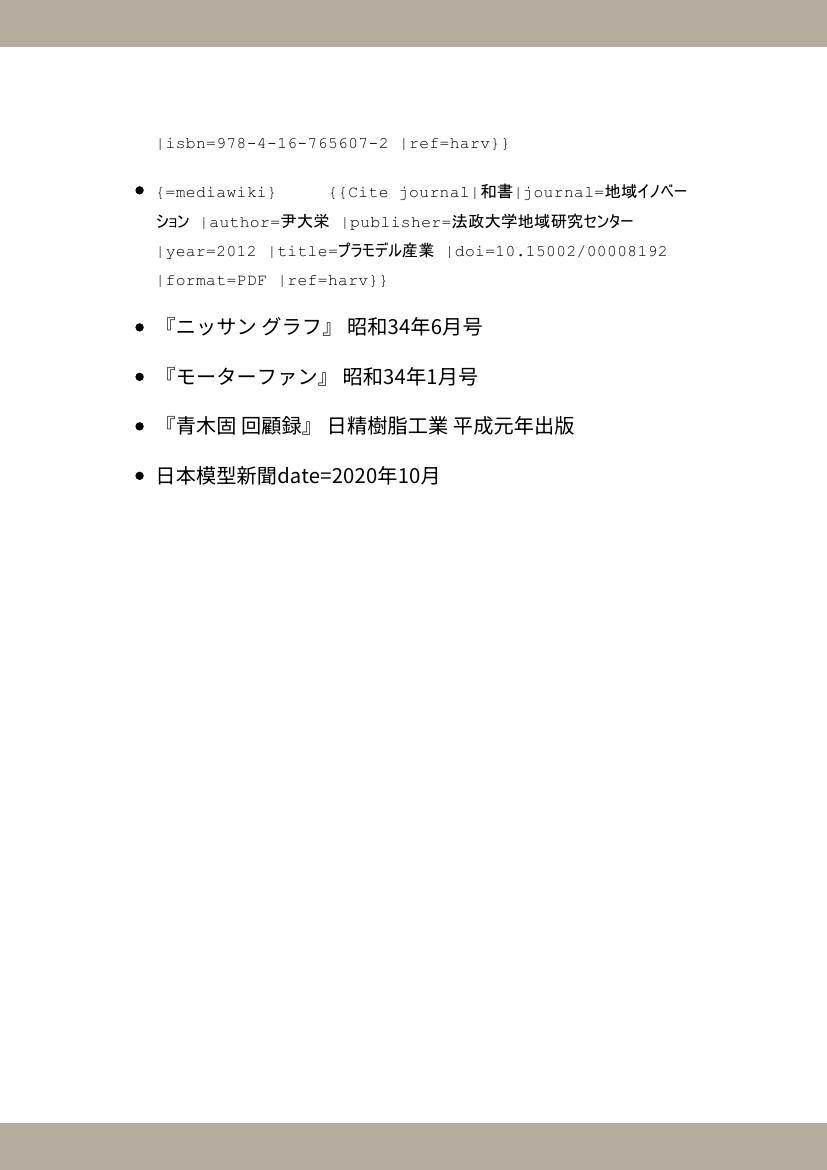 |isbn=978-4-16-765607-2 |ref=harv}}
{=mediawiki} {{Cite journal|和書|journal=地域イノベー
ション |author=尹大栄 |publisher=法政大学地域研究センター
|year=2012 |title=プラモデル産業 |doi=10.15002/00008192
|format=PDF |ref=harv}}
『ニッサン グラフ』 昭和34年6月号
『モーターファン』 昭和34年1月号
『青木固 回顧録』 日精樹脂工業 平成元年出版
日本模型新聞date=2020年10月